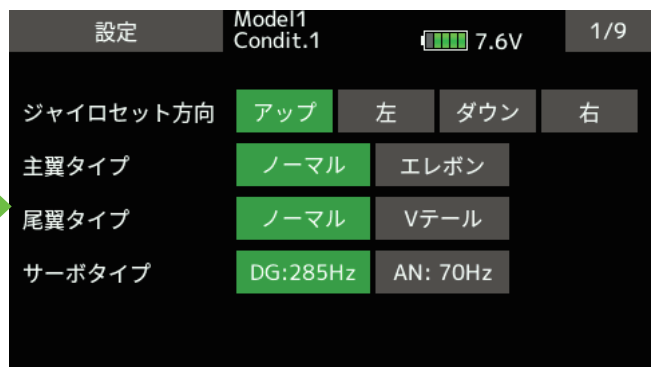 設定 Model1 7.6V 1/9
Condit.1
ジャイロセット方向 アップ 左 ダウン 右
主翼タイプ ノーマル エレボン
尾翼タイプ ノーマル Vテール
サーボタイプ DG:285Hz AN: 70Hz